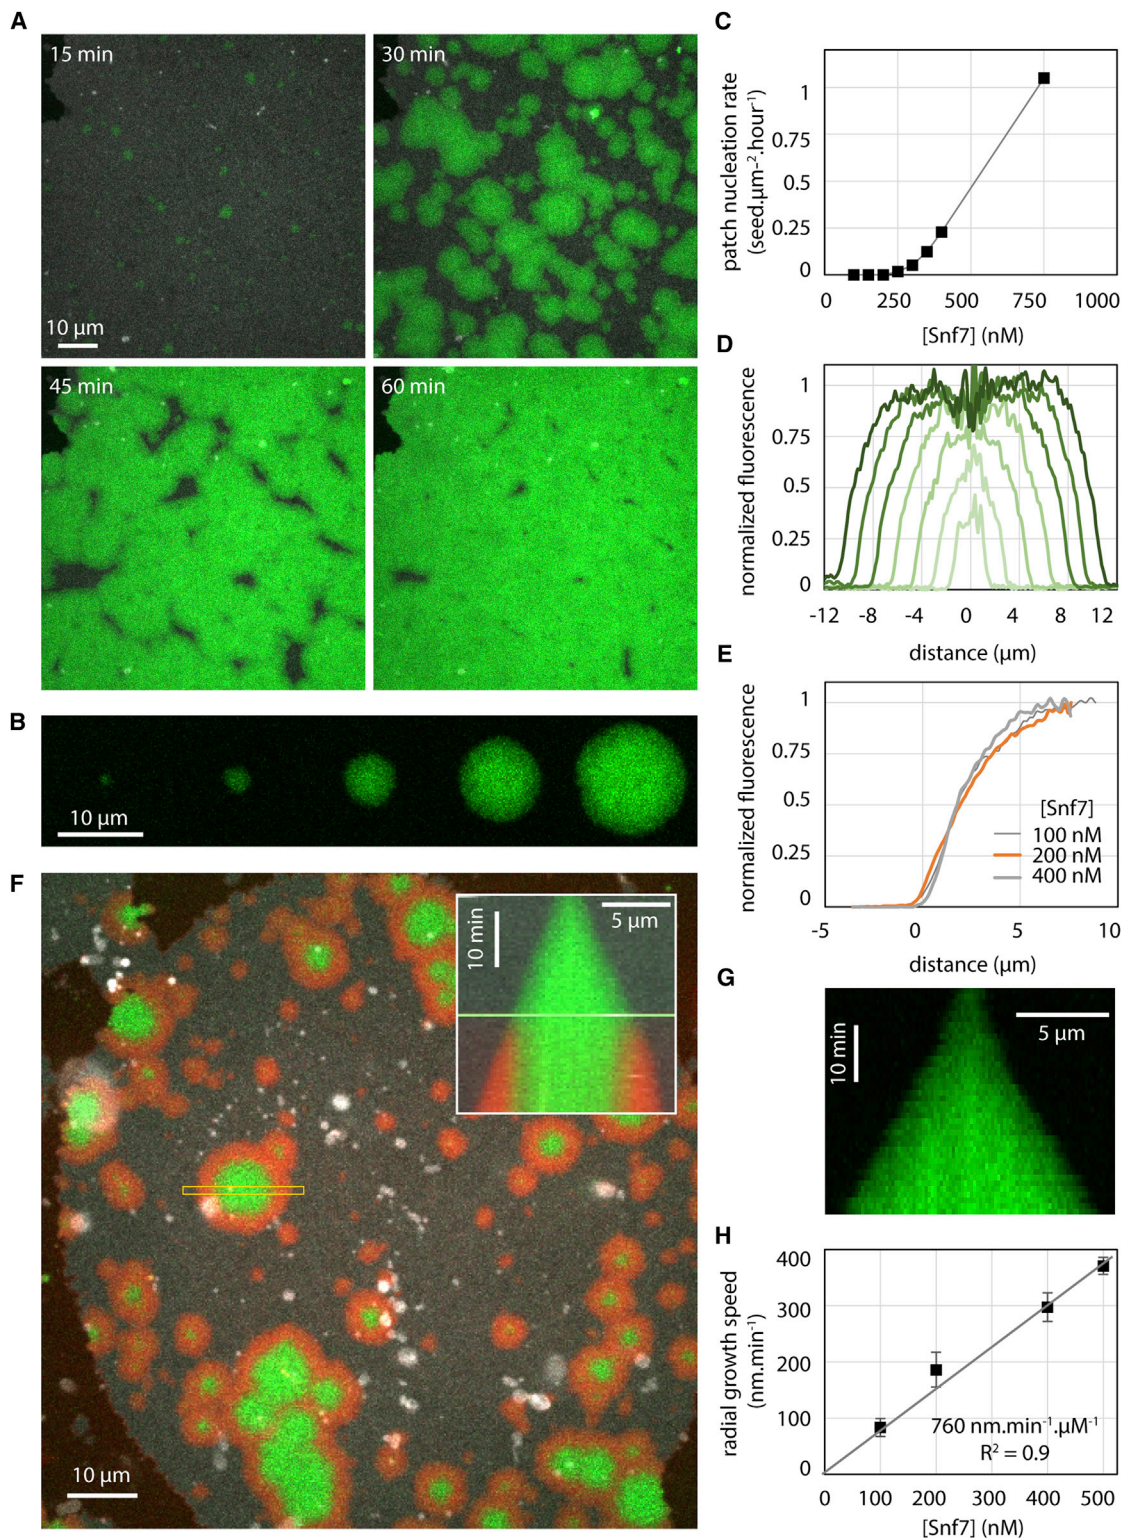 A
15 min
30 min
10 µm
45 min
60 min
B
10 µm
C
patch nucleation rate
(seed.µm-².hour⁻¹)
1
0.75
0.5
0.25
0
0 250 500 750 1000
[Snf7] (nM)
D
normalized fluorescence
1
0.75
0.5
0.25
0
-12 -8 -4 0 4 8 12
distance (µm)
E
normalized fluorescence
1
0.75
0.5
0.25
0
[Snf7]
100 nM
200 nM
400 nM
-5 0 5 10
distance (µm)
F
10 min
5 µm
10 µm
G
10 min
5 µm
H
radial growth speed
(nm.min⁻¹)
400
300
200
100
0
760 nm.min⁻¹.µM⁻¹
R² = 0.9
0 100 200 300 400 500
[Snf7] (nM)